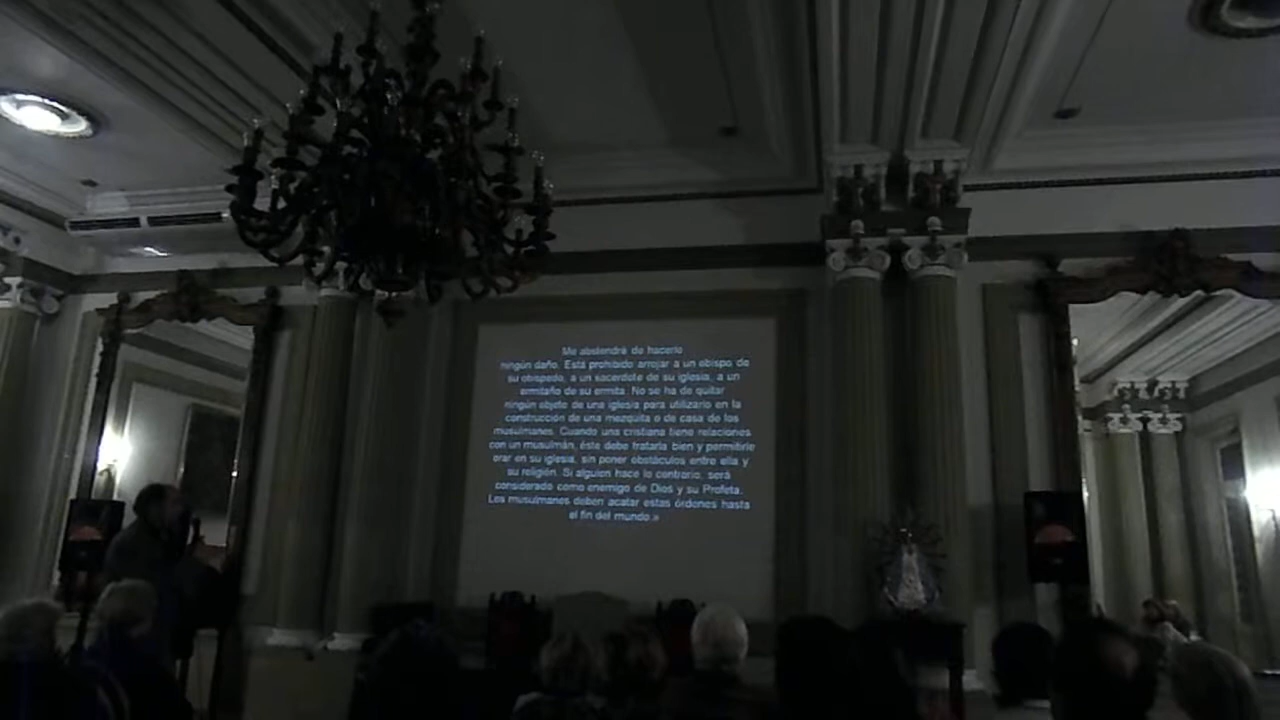 Me abstendré de hacerlo
ningún daño. Está prohibido arrojar a un obispo de
su obispado, a un sacerdote de su iglesia, a un
ermitaño de su ermita. No se ha de quitar
ningún objeto de una iglesia para utilizarlo en la
construcción de una mezquita o de casa de los
musulmanes. Cuando una cristiana tiene relaciones
con un musulmán, éste debe tratarla bien y permitirle
orar en su iglesia, sin poner obstáculos entre ella y
su religión. Si alguien hace lo contrario, será
considerado como enemigo de Dios y su Profeta.
Los musulmanes deben acatar estas órdenes hasta
el fin del mundo.»